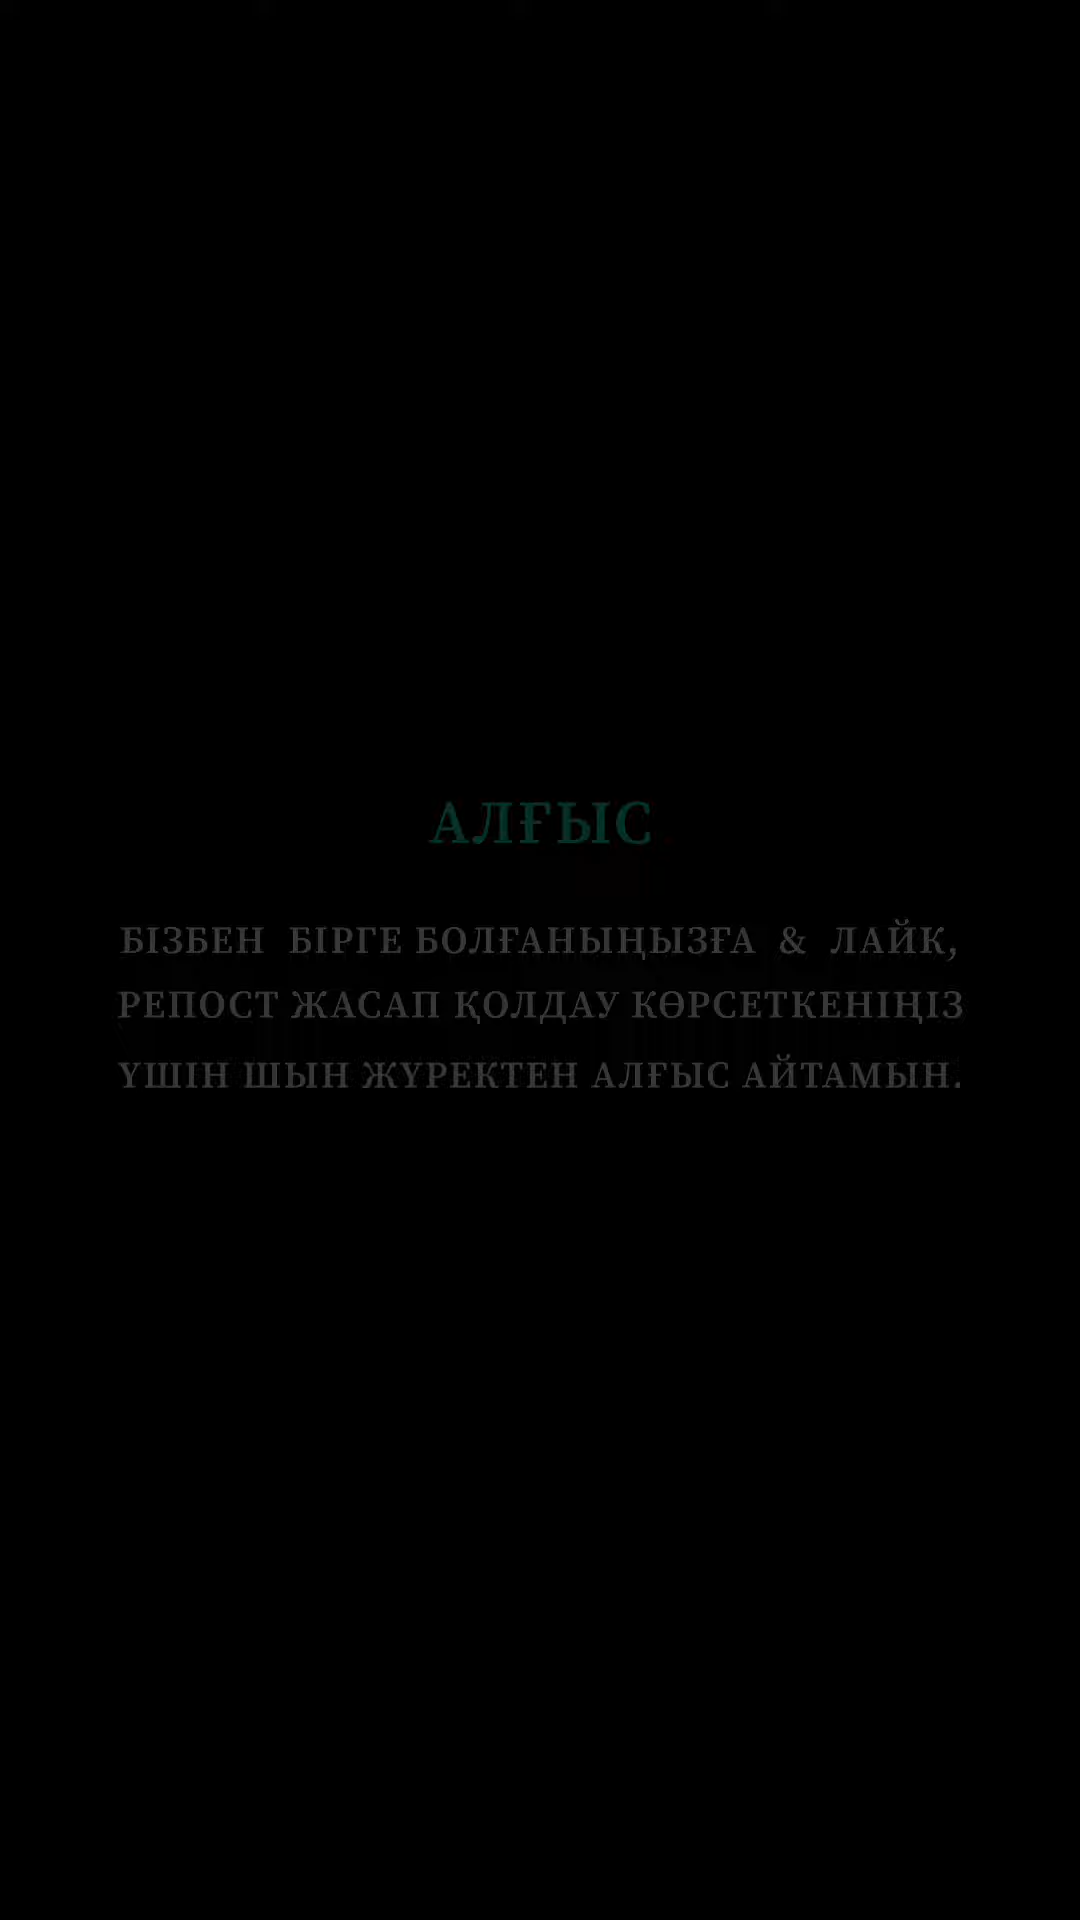 АЛҒЫС
БІЗБЕН БІРГЕ БОЛҒАНЫҢЫЗҒА & ЛАЙК,
РЕПОСТ ЖАСАП ҚОЛДАУ КӨРСЕТКЕНІҢІЗ
ҮШІН ШЫН ЖҮРЕКТЕН АЛҒЫС АЙТАМЫН.